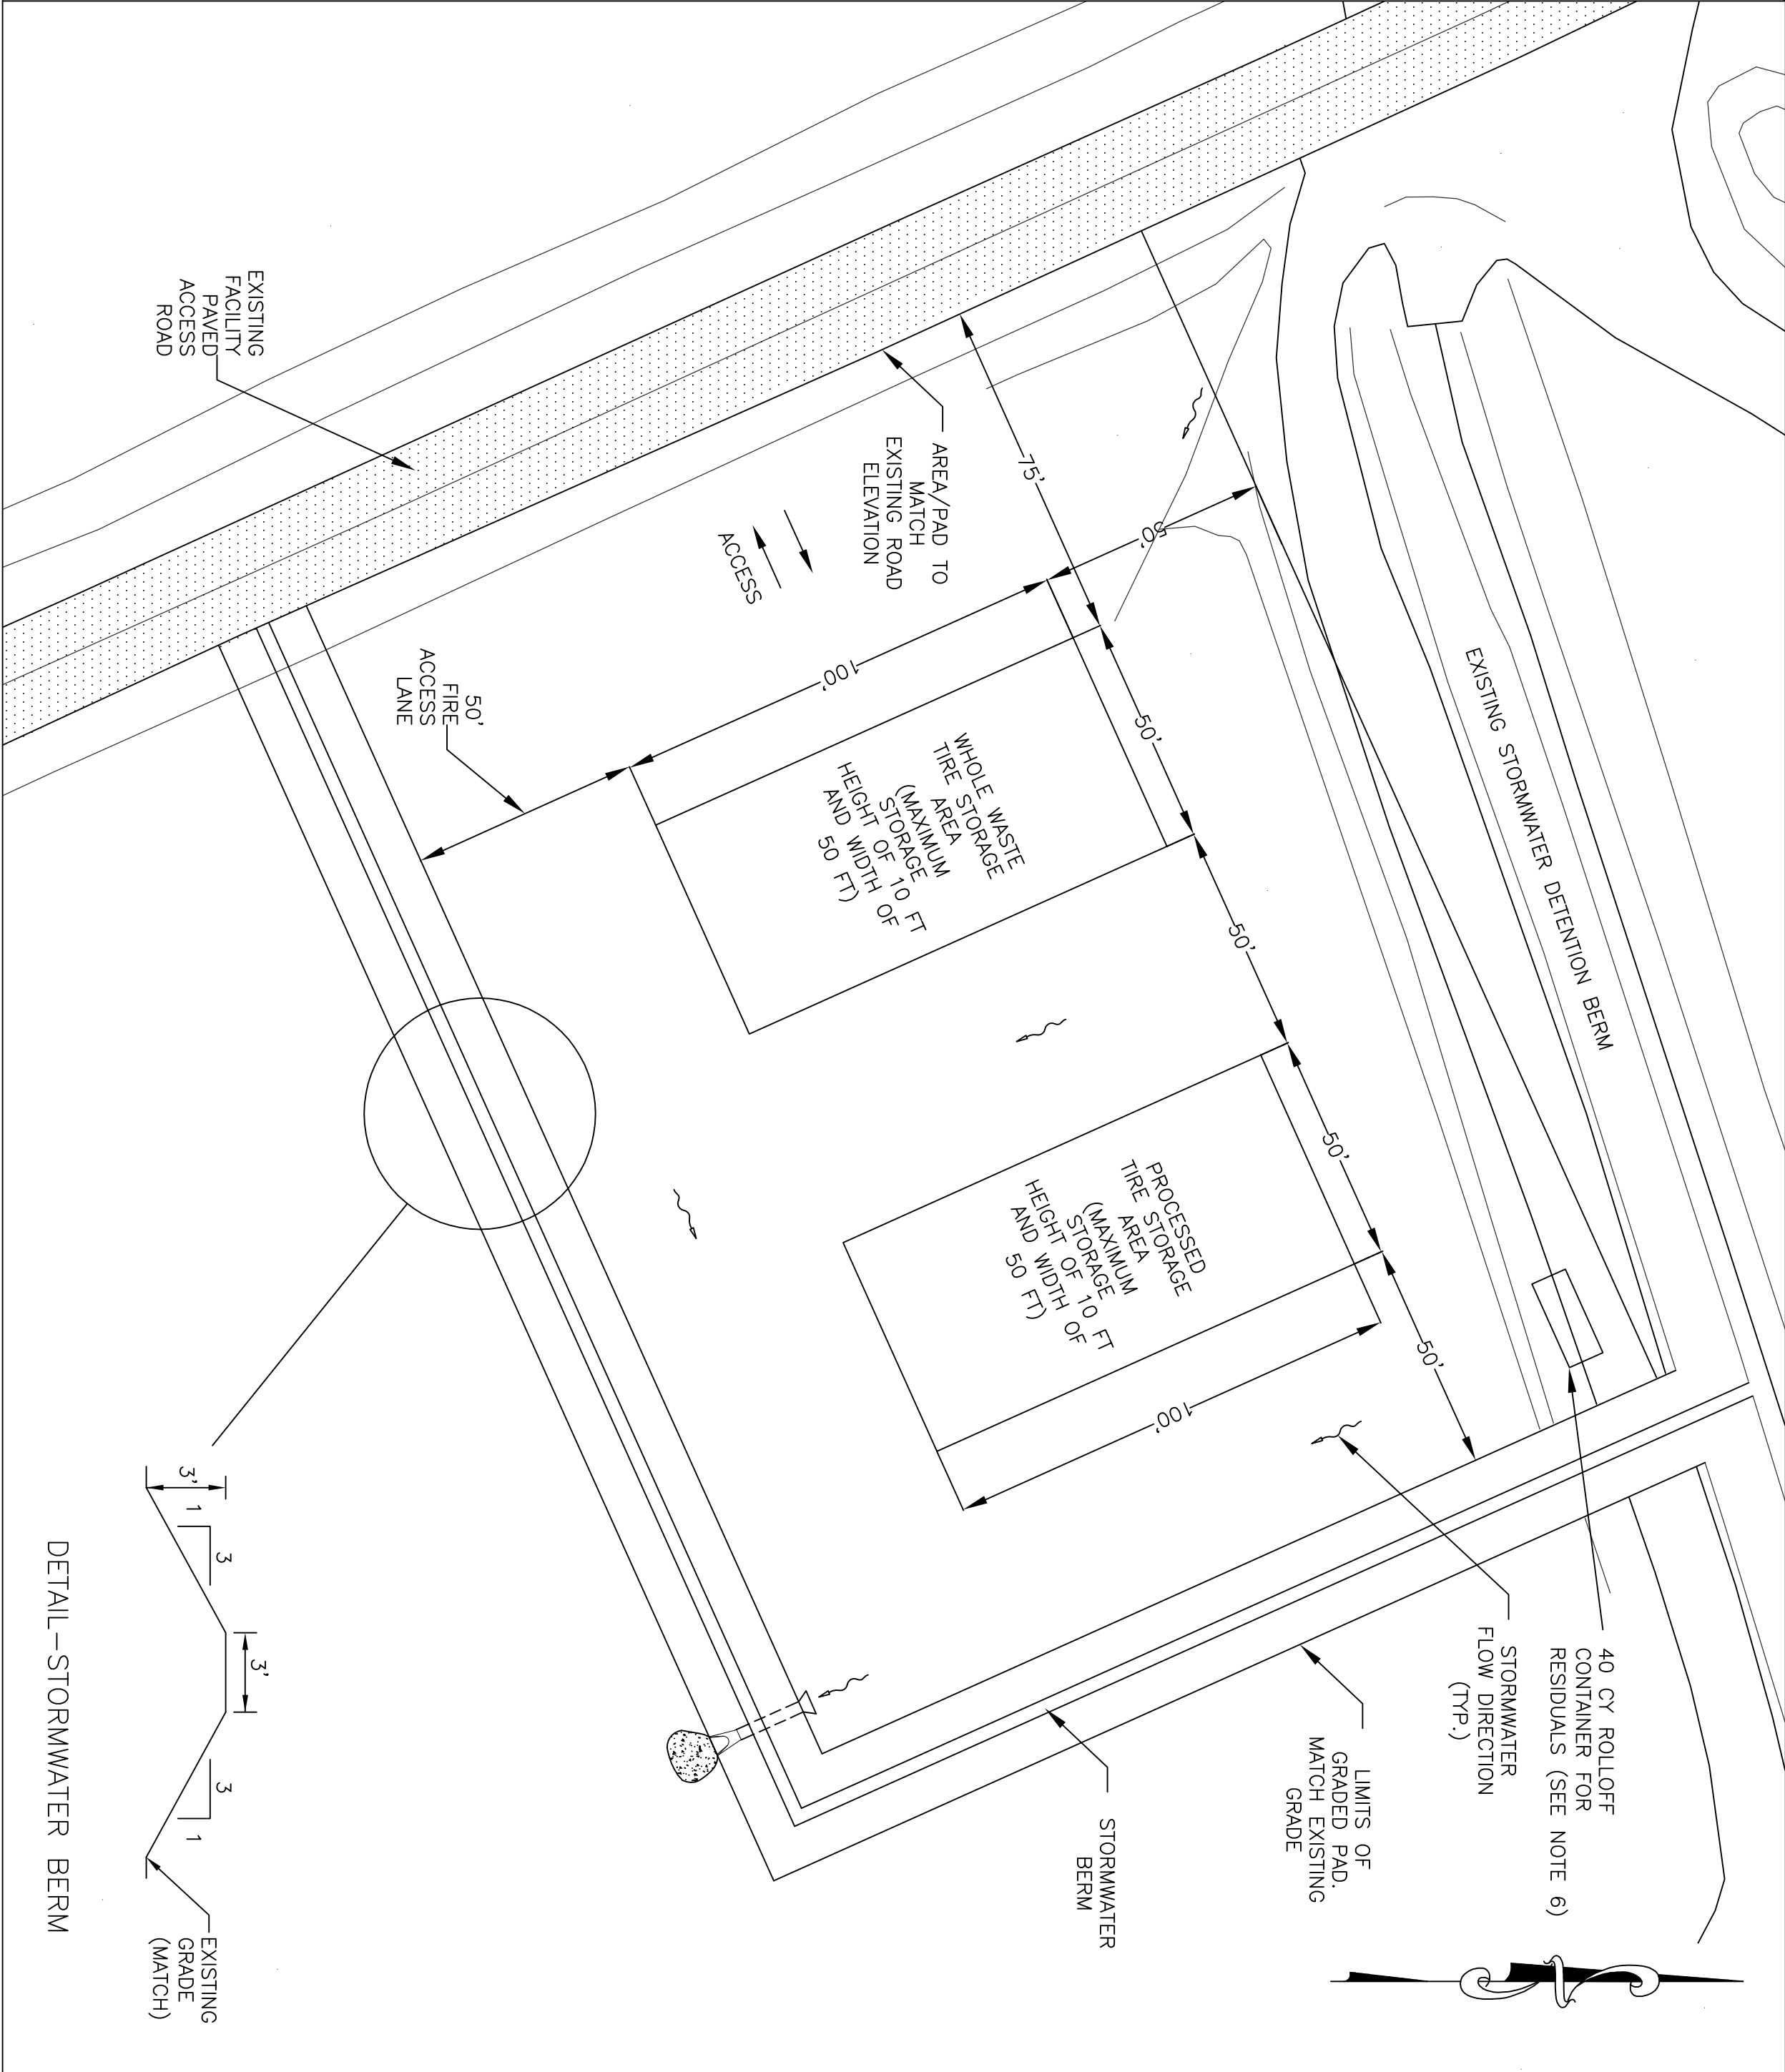 EXISTING
FACILITY
PAVED
ACCESS
ROAD
AREA/PAD TO
MATCH
EXISTING ROAD
ELEVATION
ACCESS
75'
50'
100'
50'
FIRE
ACCESS
LANE
50'
50'
50'
50'
100'
WHOLE WASTE
TIRE STORAGE
AREA
(MAXIMUM
STORAGE
HEIGHT OF 10 FT
AND WIDTH OF
50 FT)
PROCESSED
TIRE STORAGE
AREA
(MAXIMUM
STORAGE
HEIGHT OF 10 FT
AND WIDTH OF
50 FT)
EXISTING STORMWATER DETENTION BERM
40 CY ROLLOFF
CONTAINER FOR
RESIDUALS (SEE NOTE 6)
STORMWATER
FLOW DIRECTION
(TYP.)
LIMITS OF
GRADED PAD.
MATCH EXISTING
GRADE
STORMWATER
BERM
3'
1
3
3'
3
1
EXISTING
GRADE
(MATCH)
DETAIL-STORMWATER BERM